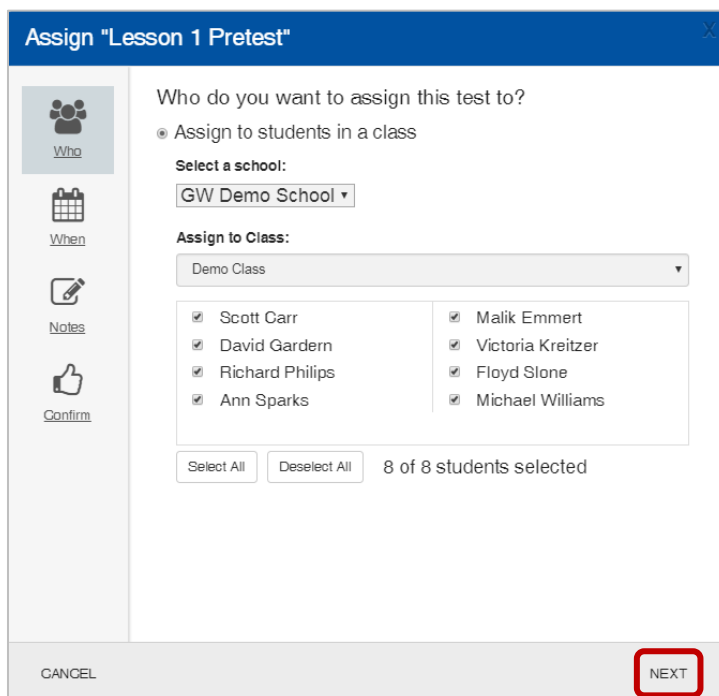 Assign "Lesson 1 Pretest"
X
Who
When
Notes
Confirm
Who do you want to assign this test to?
Assign to students in a class
Select a school:
GW Demo School
Assign to Class:
Demo Class
Scott Carr
David Gardern
Richard Philips
Ann Sparks
Malik Emmert
Victoria Kreitzer
Floyd Slone
Michael Williams
Select All
Deselect All
8 of 8 students selected
CANCEL
NEXT